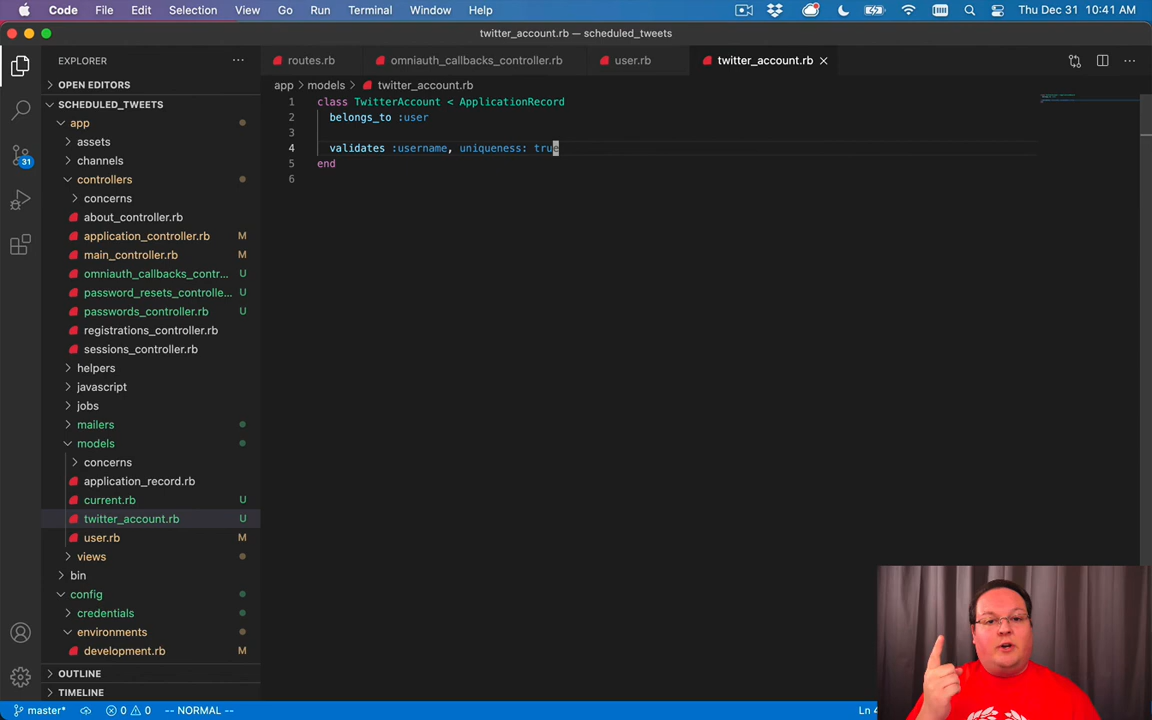 Code File Edit Selection View Go Run Terminal Window Help Thu Dec 31 10:41 AM
twitter_account.rb — scheduled_tweets
EXPLORER
routes.rb omniauth_callbacks_controller.rb user.rb twitter_account.rb
OPEN EDITORS
app > models > twitter_account.rb
SCHEDULED_TWEETS
1 class TwitterAccount < ApplicationRecord
2 belongs_to :user
3
4 validates :username, uniqueness: true
5 end
6
app
assets
channels
31
controllers
concerns
about_controller.rb
application_controller.rb M
main_controller.rb M
omniauth_callbacks_contr... U
password_resets_controlle... U
passwords_controller.rb U
registrations_controller.rb
sessions_controller.rb
helpers
javascript
jobs
mailers
models
concerns
application_record.rb
current.rb U
twitter_account.rb U
user.rb M
views
bin
config
credentials
environments
development.rb M
OUTLINE
TIMELINE
master* 0 0 -- NORMAL --